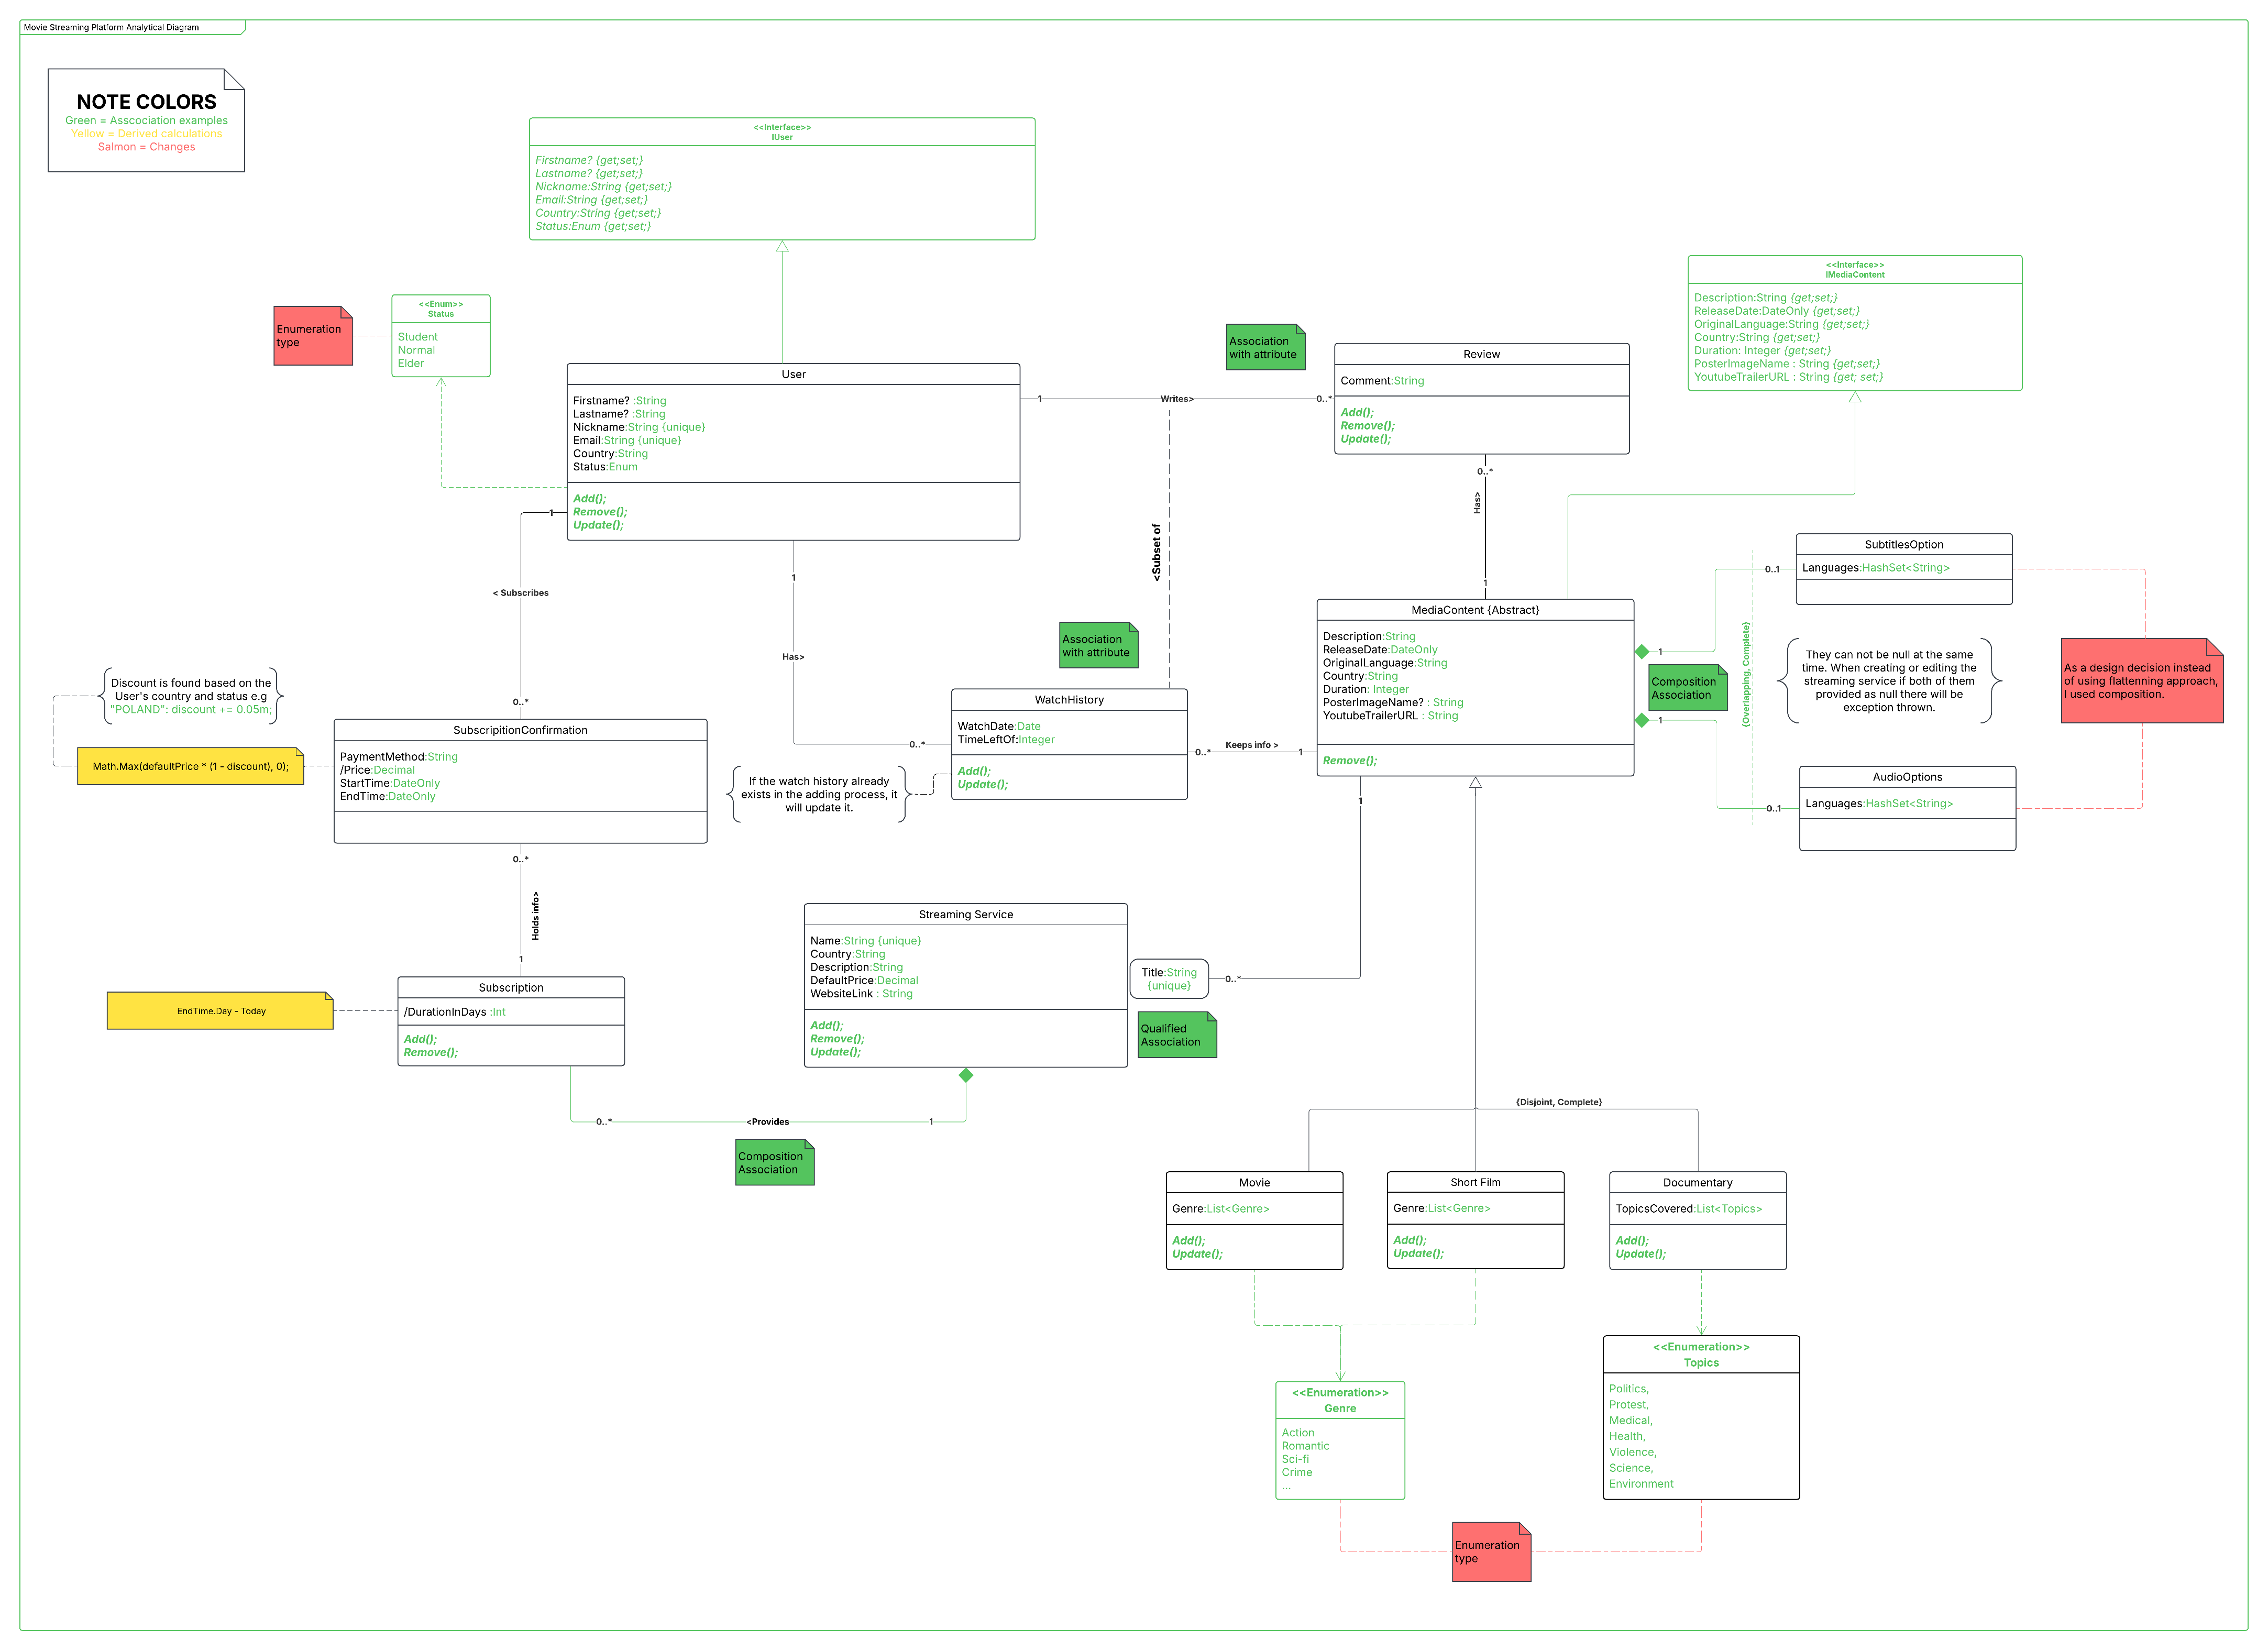 Movie Streaming Platform Analytical Diagram
NOTE COLORS
Green = Asscociation examples
Yellow = Derived calculations
Salmon = Changes
<<Interface>>
IUser
Firstname? {get;set;}
Lastname? {get;set;}
Nickname:String {get;set;}
Email:String {get;set;}
Country:String {get;set;}
Status:Enum {get;set;}
<<Interface>>
IMediaContent
Description:String {get;set;}
ReleaseDate:DateOnly {get;set;}
OriginalLanguage:String {get;set;}
Country:String {get;set;}
Duration: Integer {get;set;}
PosterImageName : String {get;set;}
YoutubeTrailerURL : String {get; set;}
Enumeration
type
<<Enum>>
Status
Student
Normal
Elder
User
Firstname? :String
Lastname? :String
Nickname:String {unique}
Email:String {unique}
Country:String
Status:Enum
Add();
Remove();
Update();
1
Writes>
0..*
Association
with attribute
Review
Comment:String
Add();
Remove();
Update();
0..*
Has>
1
<Subset of
1
< Subscribes
0..*
1
Has>
0..*
Association
with attribute
WatchHistory
WatchDate:Date
TimeLeftOf:Integer
Add();
Update();
If the watch history already
exists in the adding process, it
will update it.
0..*
Keeps info >
1
MediaContent {Abstract}
Description:String
ReleaseDate:DateOnly
OriginalLanguage:String
Country:String
Duration: Integer
PosterImageName? : String
YoutubeTrailerURL : String
Remove();
1
0..1
1
0..1
Composition
Association
{Overlapping, Complete}
SubtitlesOption
Languages:HashSet<String>
They can not be null at the same
time. When creating or editing the
streaming service if both of them
provided as null there will be
exception thrown.
As a design decision instead
of using flattenning approach,
I used composition.
AudioOptions
Languages:HashSet<String>
Discount is found based on the
User's country and status e.g
"POLAND": discount += 0.05m;
Math.Max(defaultPrice * (1 - discount), 0);
SubscripitionConfirmation
PaymentMethod:String
/Price:Decimal
StartTime:DateOnly
EndTime:DateOnly
0..*
Holds info>
1
Subscription
/DurationInDays :Int
Add();
Remove();
EndTime.Day - Today
Streaming Service
Name:String {unique}
Country:String
Description:String
DefaultPrice:Decimal
WebsiteLink : String
Add();
Remove();
Update();
Title:String
{unique}
0..*
1
Qualified
Association
0..*
<Provides
1
Composition
Association
{Disjoint, Complete}
Movie
Genre:List<Genre>
Add();
Update();
Short Film
Genre:List<Genre>
Add();
Update();
Documentary
TopicsCovered:List<Topics>
Add();
Update();
<<Enumeration>>
Genre
Action
Romantic
Sci-fi
Crime
...
<<Enumeration>>
Topics
Politics,
Protest,
Medical,
Health,
Violence,
Science,
Environment
Enumeration
type